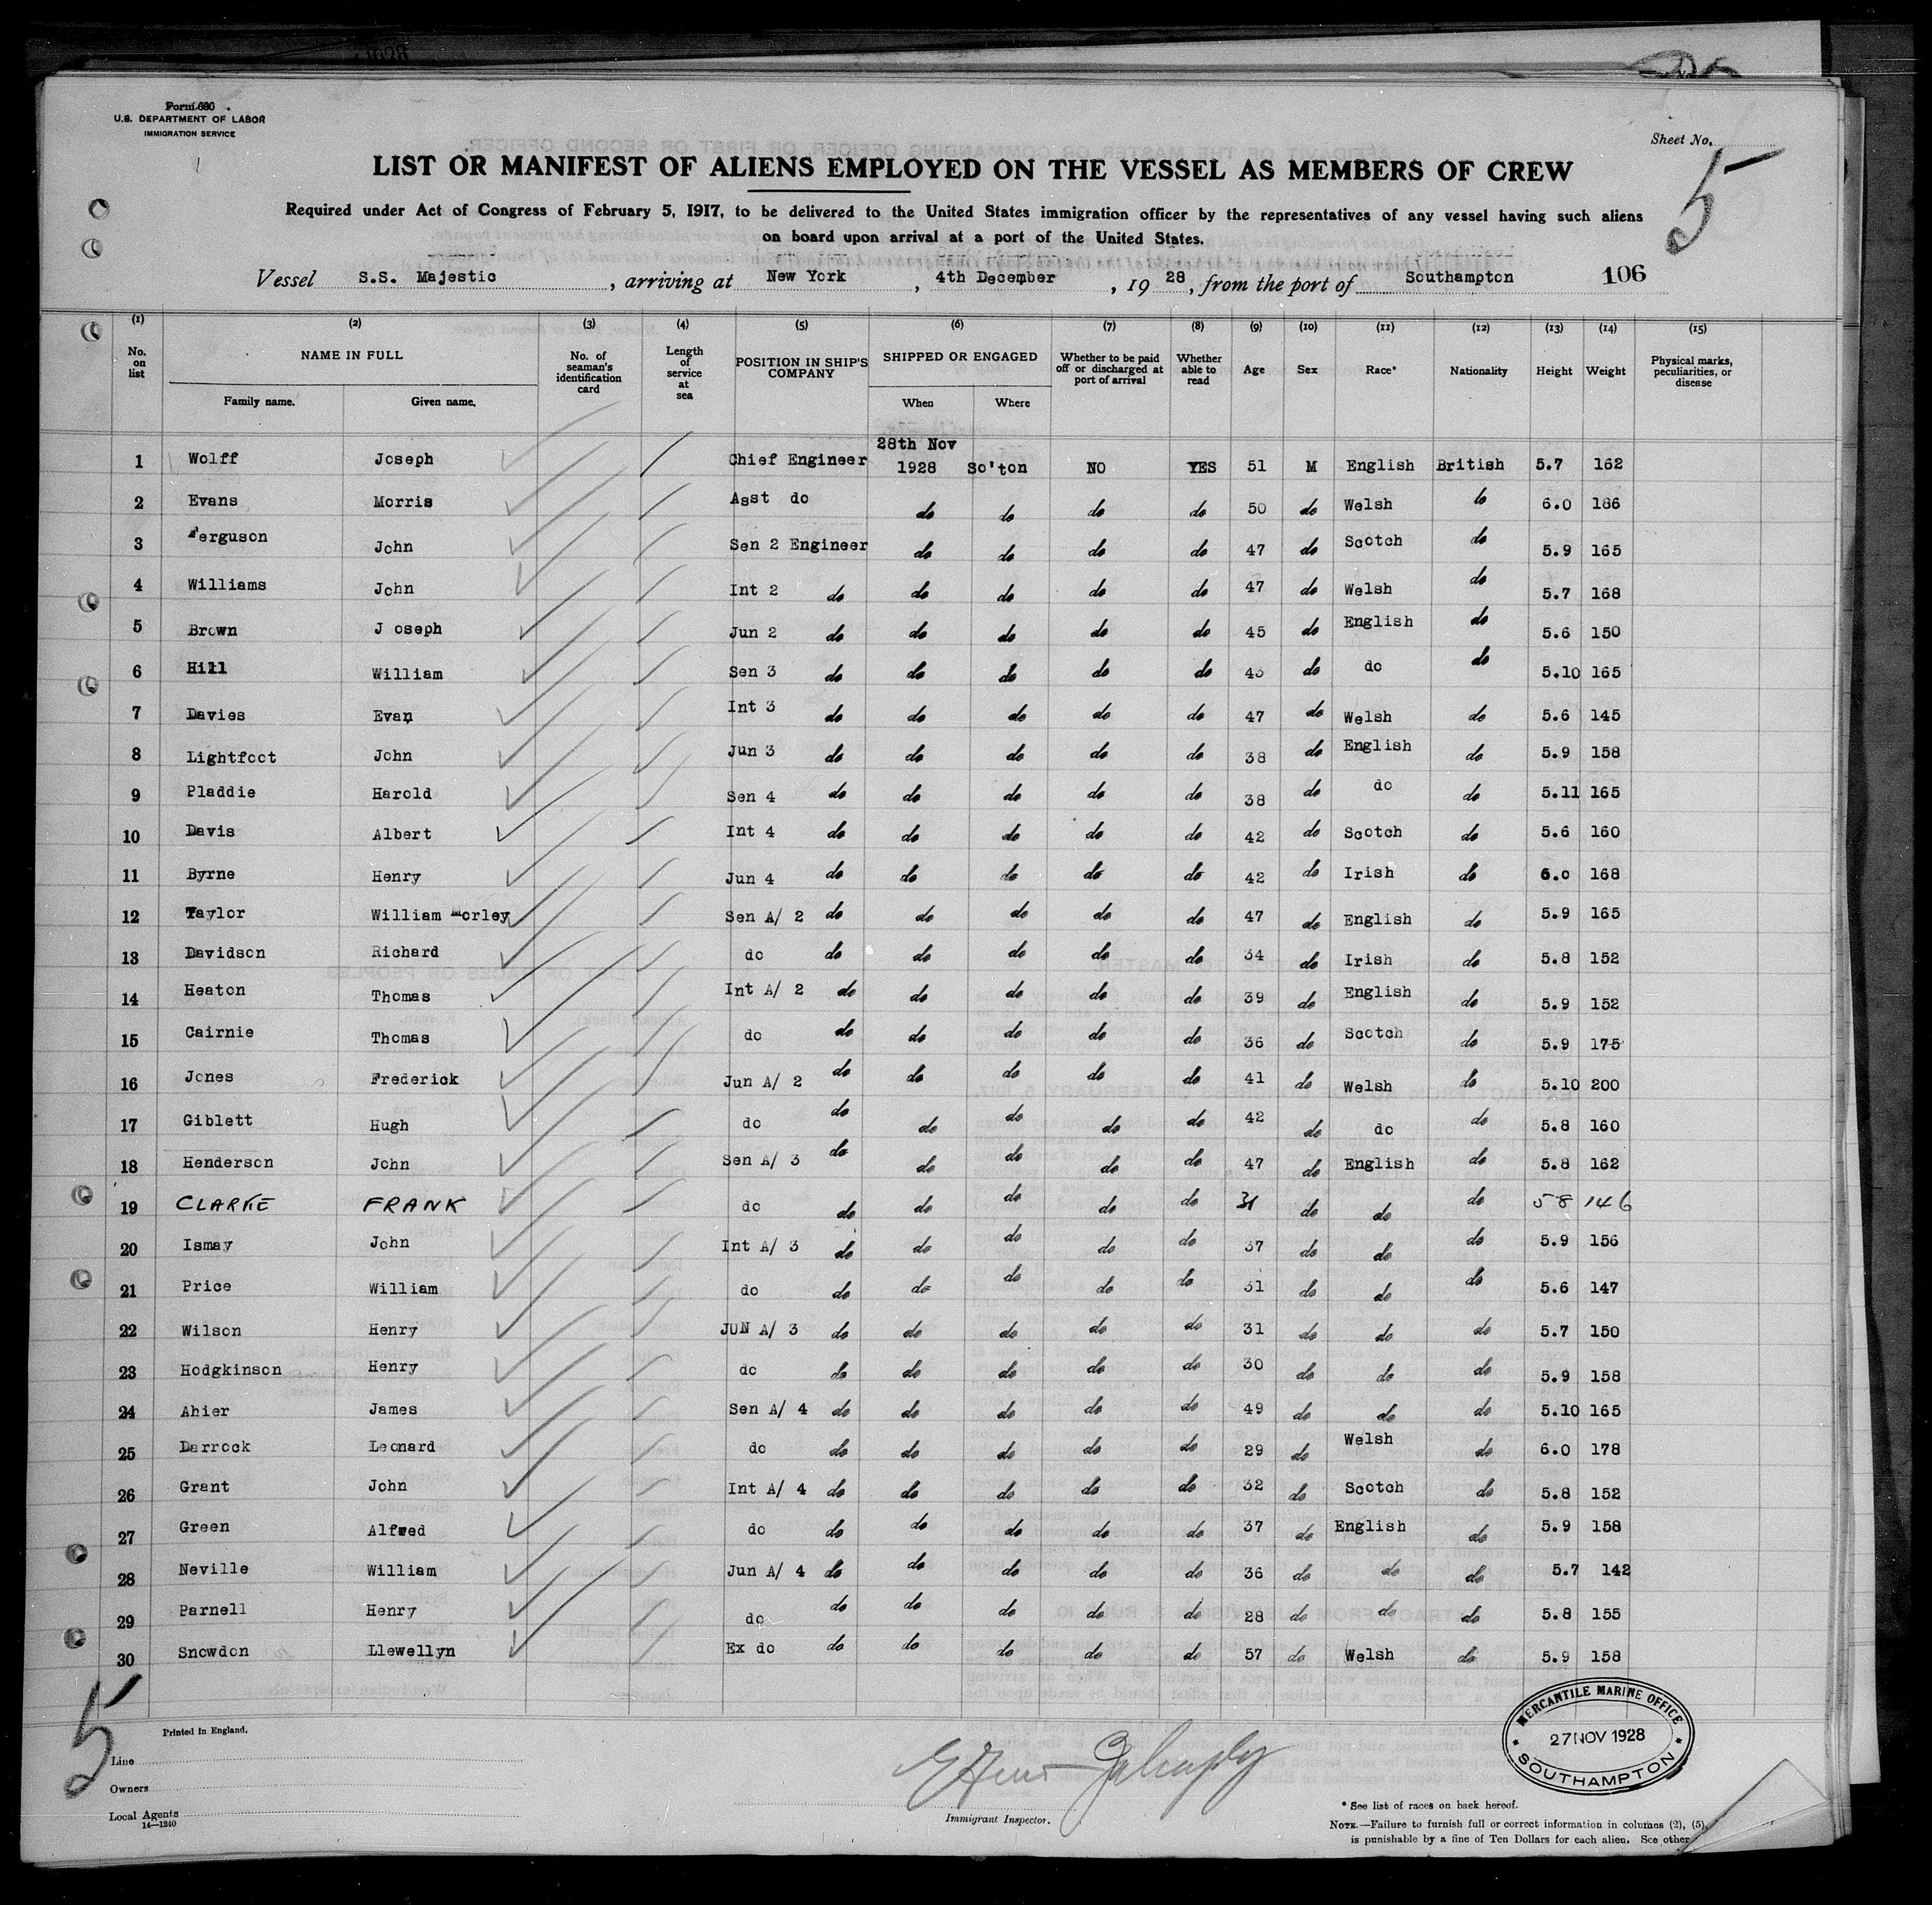 Form 680
U.S. DEPARTMENT OF LABOR
IMMIGRATION SERVICE
Sheet No.
5
LIST OR MANIFEST OF ALIENS EMPLOYED ON THE VESSEL AS MEMBERS OF CREW
Required under Act of Congress of February 5, 1917, to be delivered to the United States immigration officer by the representatives of any vessel having such aliens
on board upon arrival at a port of the United States.
Vessel S.S. Majestic, arriving at New York, 4th December, 1928, from the port of Southampton 106
(1) (2) (3) (4) (5) (6) (7) (8) (9) (10) (11) (12) (13) (14) (15)
No. on list NAME IN FULL No. of seaman's identification card Length of service at sea POSITION IN SHIP'S COMPANY SHIPPED OR ENGAGED Whether to be paid off or discharged at port of arrival Whether able to read Age Sex Race* Nationality Height Weight Physical marks, peculiarities, or disease
Family name. Given name. When Where
28th Nov
1 Wolff Joseph Chief Engineer 1928 So'ton NO YES 51 M English British 5.7 162
2 Evans Morris Asst do do do do do 50 do Welsh do 6.0 186
3 Ferguson John Sen 2 Engineer do do do do 47 do Scotch do 5.9 165
4 Williams John Int 2 do do do do do 47 do Welsh do 5.7 168
5 Brown J oseph Jun 2 do do do do do 45 do English do 5.6 150
6 Hill William Sen 3 do do do do do do do do 5.10 165
7 Davies Evan Int 3 do do do do do 47 do Welsh do 5.6 145
8 Lightfoot John Jun 3 do do do do do 38 do English do 5.9 158
9 Pladdie Harold Sen 4 do do do do do 38 do do do 5.11 165
10 Davis Albert Int 4 do do do do do 42 do Scotch do 5.6 160
11 Byrne Henry Jun 4 do do do do do 42 do Irish do 6.0 168
12 Taylor William Morley Sen A/ 2 do do do do do 47 do English do 5.9 165
13 Davidson Richard do do do do do do 34 do Irish do 5.8 152
14 Heaton Thomas Int A/ 2 do do do do do 39 do English do 5.9 152
15 Cairnie Thomas do do do do do do 36 do Scotch do 5.9 175
16 Jones Frederick Jun A/ 2 do do do do do 41 do Welsh do 5.10 200
17 Giblett Hugh do do do do do do 42 do do do 5.8 160
18 Henderson John Sen A/ 3 do do do do do 47 do English do 5.8 162
19 CLARKE FRANK do do do do do do 31 do do do 5 8 146
20 Ismay John Int A/ 3 do do do do do 37 do do do 5.9 156
21 Price William do do do do do do 31 do do do 5.6 147
22 Wilson Henry JUN A/ 3 do do do do do 31 do do do 5.7 150
23 Hodgkinson Henry do do do do do do 30 do do do 5.9 158
24 Ahier James Sen A/ 4 do do do do do 49 do do do 5.10 165
25 Darrock Leonard do do do do do do 29 do Welsh do 6.0 178
26 Grant John Int A/ 4 do do do do do 32 do Scotch do 5.8 152
27 Green Alfred do do do do do do 37 do English do 5.9 158
28 Neville William Jun A/ 4 do do do do do 36 do do do 5.7 142
29 Parnell Henry do do do do do do 28 do do do 5.8 155
30 Snowdon Llewellyn Ex do do do do do do 57 do Welsh do 5.9 158
5
Printed in England.
Line
Owners
Local Agents
14—1240
Immigrant Inspector.
MERCANTILE MARINE OFFICE
27 NOV 1928
SOUTHAMPTON
* See list of races on back hereof.
NOTE.—Failure to furnish full or correct information in columns (2), (5),
is punishable by a fine of Ten Dollars for each alien. See other